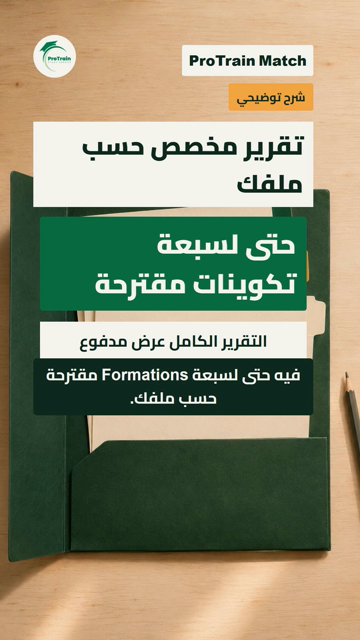 ProTrain
ProTrain Match
شرح توضيحي
تقرير مخصص حسب
ملفك
حتى لسبعة
تكوينات مقترحة
التقرير الكامل عرض مدفوع
فيه حتى لسبعة Formations مقترحة
حسب ملفك.